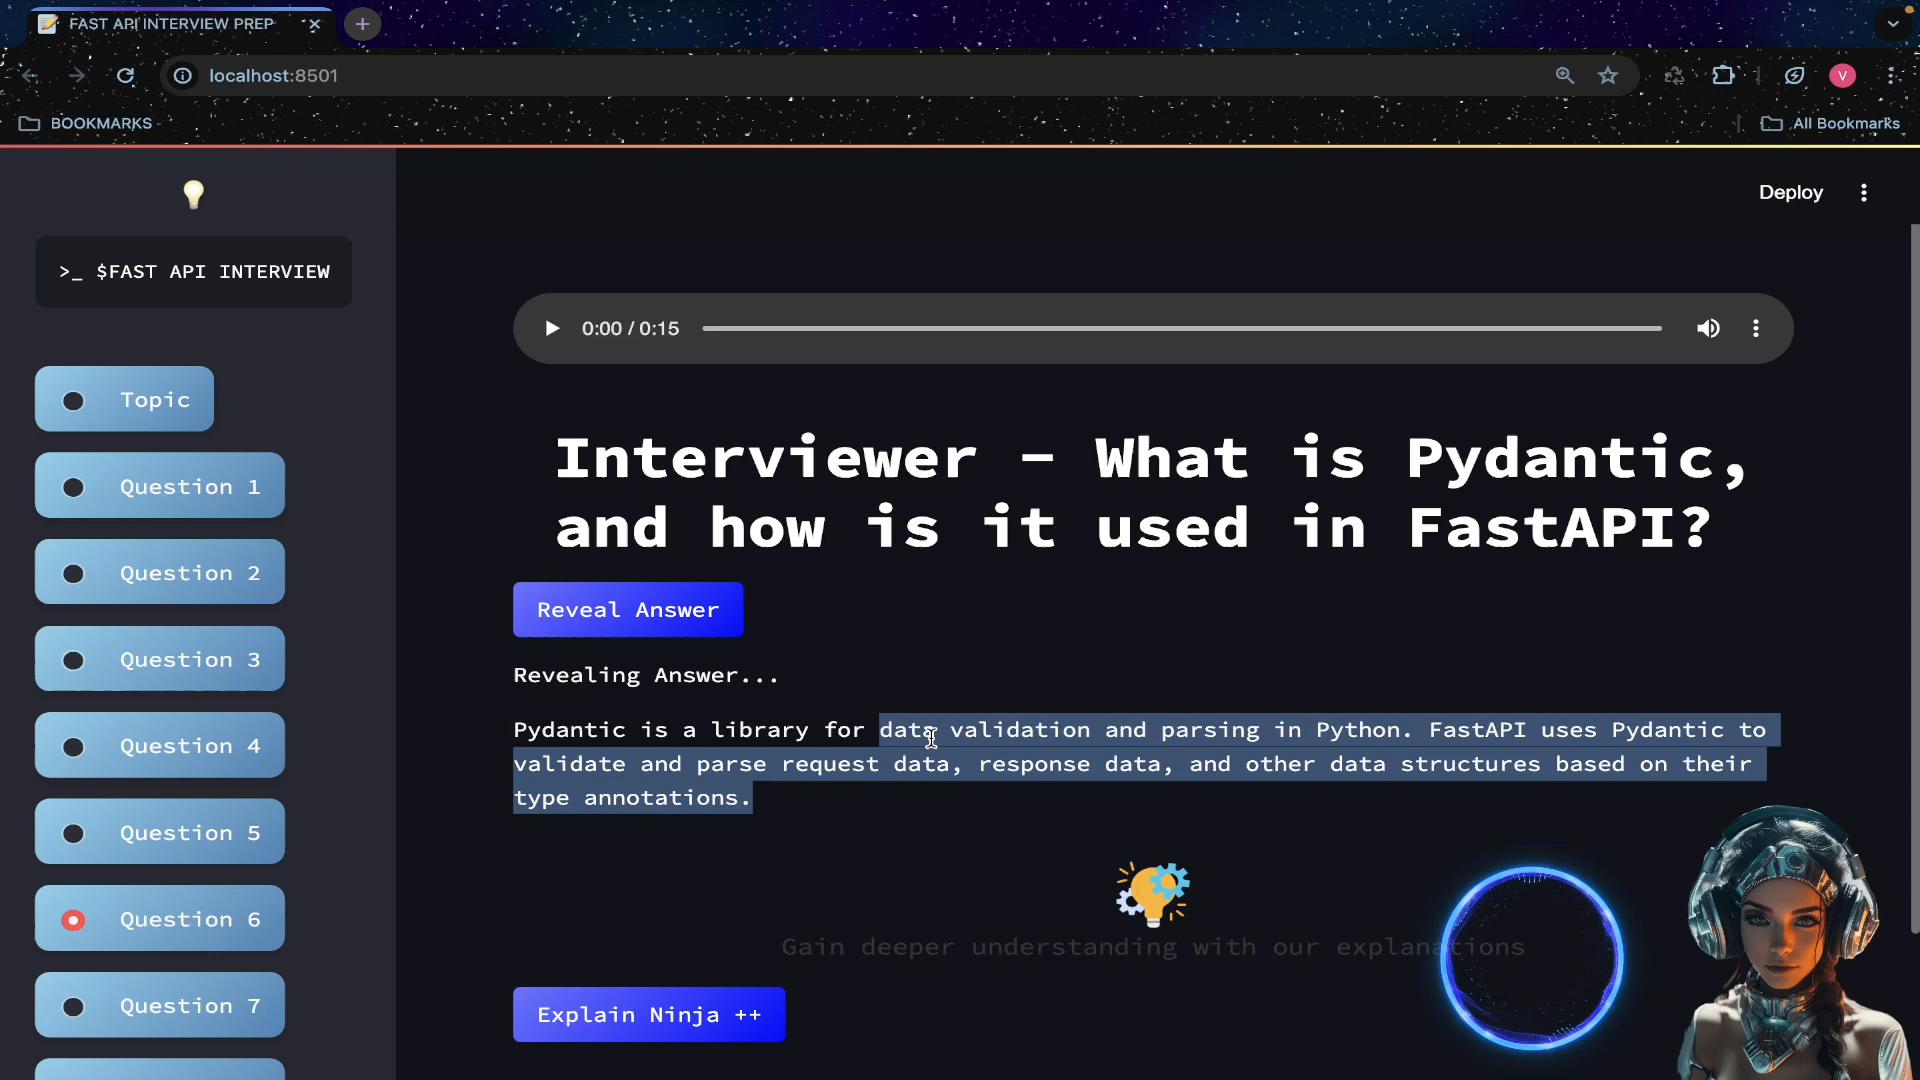 FAST API INTERVIEW PREP
localhost:8501
V
BOOKMARKS
All Bookmarks
Deploy
>_ $FAST API INTERVIEW
Topic
Question 1
Question 2
Question 3
Question 4
Question 5
Question 6
Question 7
0:00 / 0:15
Interviewer – What is Pydantic,
and how is it used in FastAPI?
Reveal Answer
Revealing Answer...
Pydantic is a library for data validation and parsing in Python. FastAPI uses Pydantic to
validate and parse request data, response data, and other data structures based on their
type annotations.
Gain deeper understanding with our explanations
Explain Ninja ++